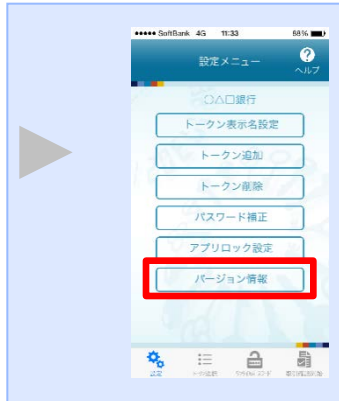 ●●●●● SoftBank 4G 11:33 68%
設定メニュー
?
ヘルプ
○△□銀行
トークン表示名設定
トークン追加
トークン削除
パスワード補正
アプリロック設定
バージョン情報
設定